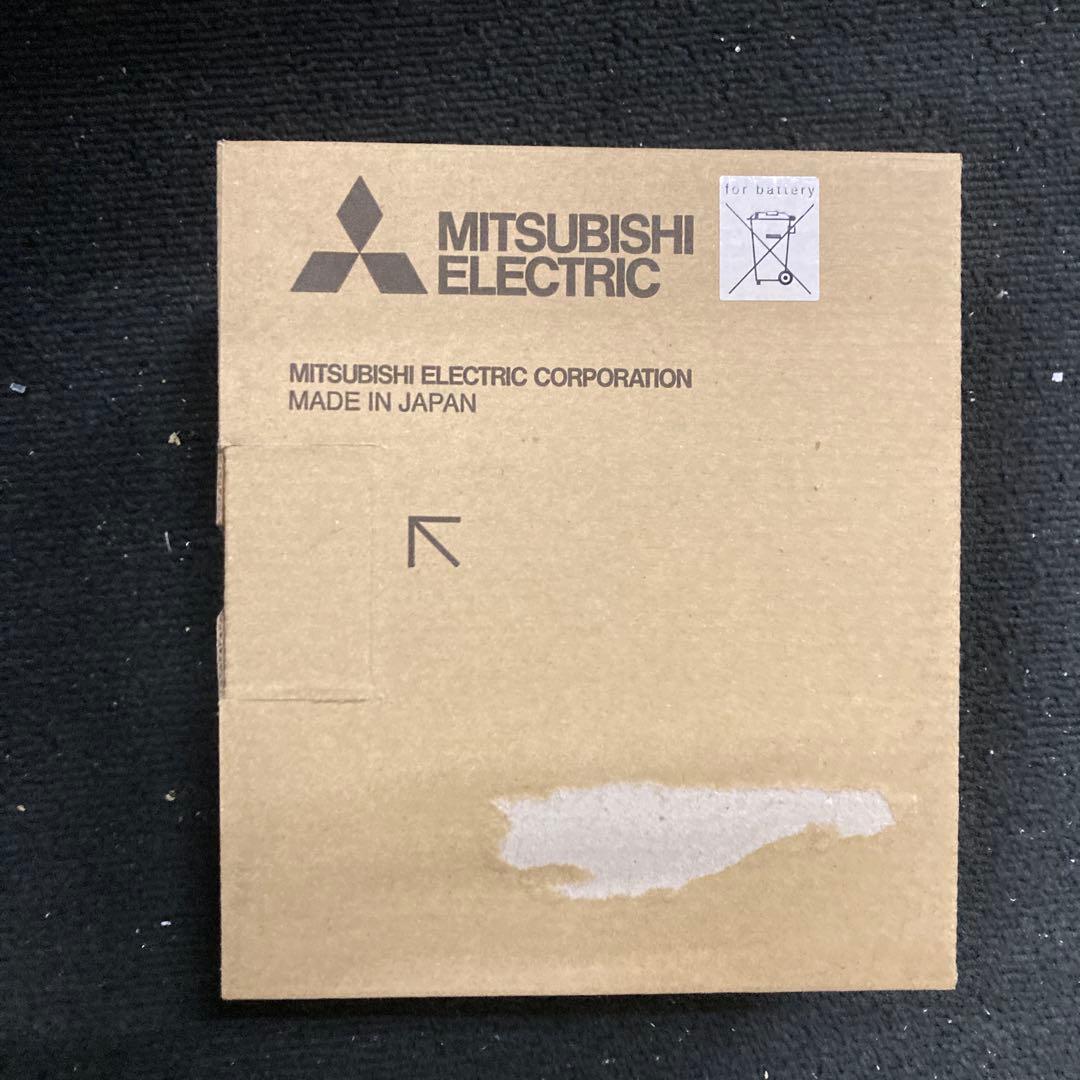 MITSUBISHI
ELECTRIC
for battery
MITSUBISHI ELECTRIC CORPORATION
MADE IN JAPAN